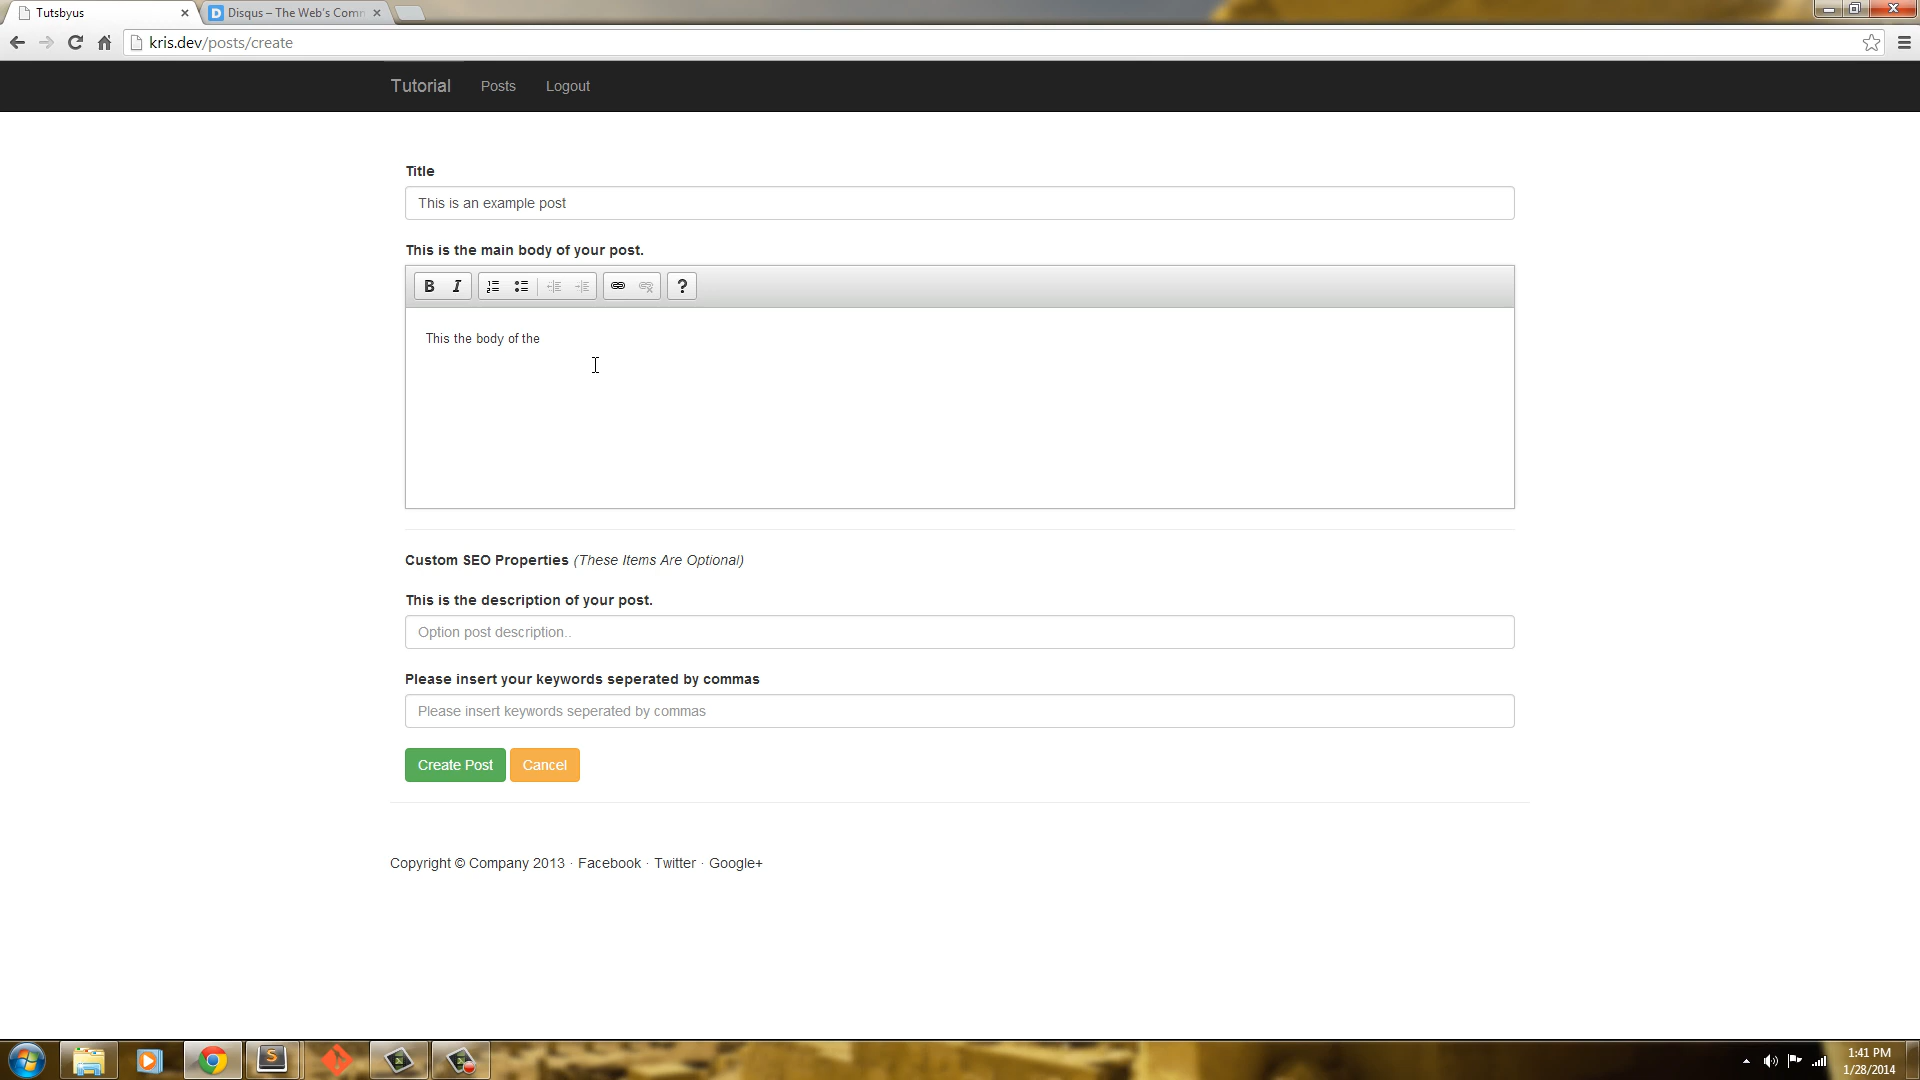 Tutsbyus
Disqus – The Web's Comm
kris.dev/posts/create
Tutorial Posts Logout
Title
This is an example post
This is the main body of your post.
B I ?
This the body of the
Custom SEO Properties (These Items Are Optional)
This is the description of your post.
Option post description..
Please insert your keywords seperated by commas
Please insert keywords seperated by commas
Create Post Cancel
Copyright © Company 2013 · Facebook · Twitter · Google+
1:41 PM
1/28/2014